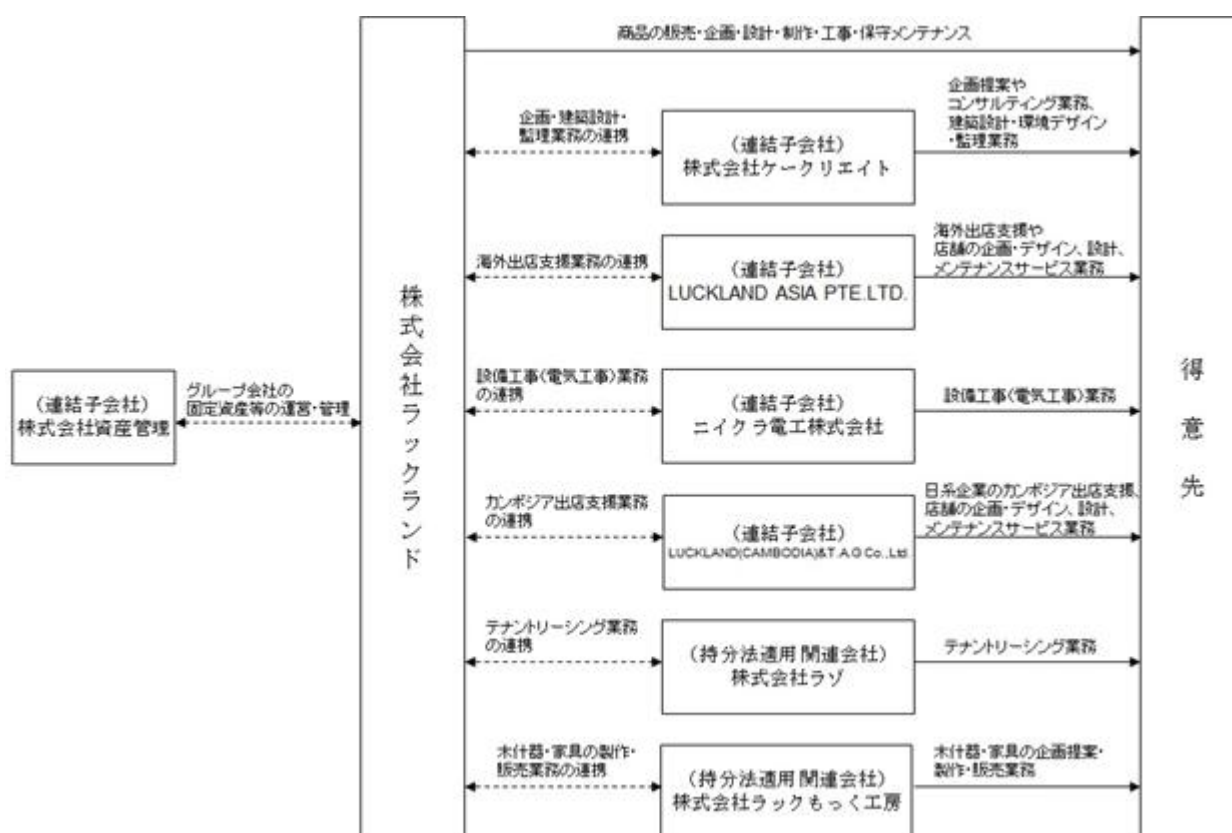 商品の販売・企画・設計・制作・工事・保守メンテナンス
企画・建築設計・
監理業務の連携
(連結子会社)
株式会社ケークリエイト
企画提案や
コンサルティング業務、
建築設計・環境デザイン
・監理業務
海外出店支援業務の連携
(連結子会社)
LUCKLAND ASIA PTE.LTD.
海外出店支援や
店舗の企画・デザイン、設計、
メンテナンスサービス業務
株式会社ラックランド
得意先
(連結子会社)
株式会社資産管理
グループ会社の
固定資産等の運営・管理
設備工事(電気工事)業務
の連携
(連結子会社)
ニイクラ電工株式会社
設備工事(電気工事)業務
カンボジア出店支援業務
の連携
(連結子会社)
LUCKLAND(CAMBODIA)&T.A.G Co.,Ltd.
日系企業のカンボジア出店支援、
店舗の企画・デザイン、設計、
メンテナンスサービス業務
テナントリーシング業務
の連携
(持分法適用関連会社)
株式会社ラゾ
テナントリーシング業務
木什器・家具の製作・
販売業務の連携
(持分法適用関連会社)
株式会社ラックもっく工房
木什器・家具の企画提案・
製作・販売業務